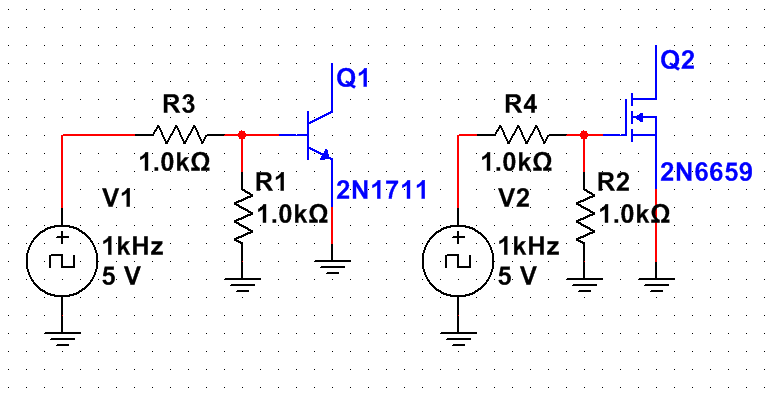 Q1
R3
1.0kΩ
R1
1.0kΩ
2N1711
V1
1kHz
5 V
Q2
R4
1.0kΩ
2N6659
R2
1.0kΩ
V2
1kHz
5 V